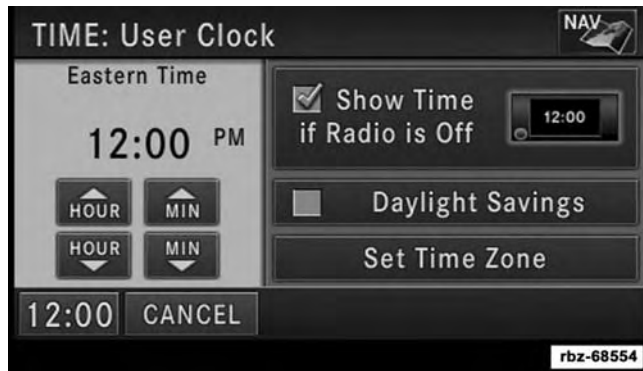 TIME: User Clock
NAV
Eastern Time
12:00 PM
HOUR MIN
HOUR MIN
Show Time
if Radio is Off
12:00
Daylight Savings
Set Time Zone
12:00 CANCEL
rbz-68554